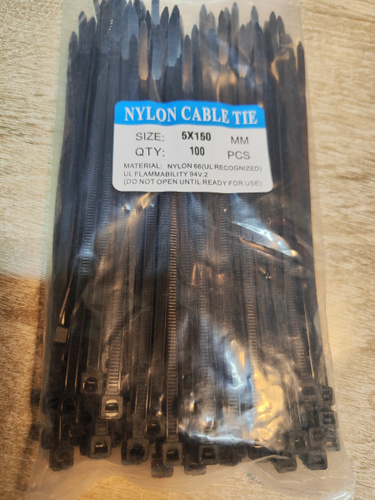 NYLON CABLE TIE
SIZE: 5X150 MM
QTY: 100 PCS
MATERIAL: NYLON 66(UL RECOGNIZED)
UL FLAMMABILITY 94V.2
(DO NOT OPEN UNTIL READY FOR USE)